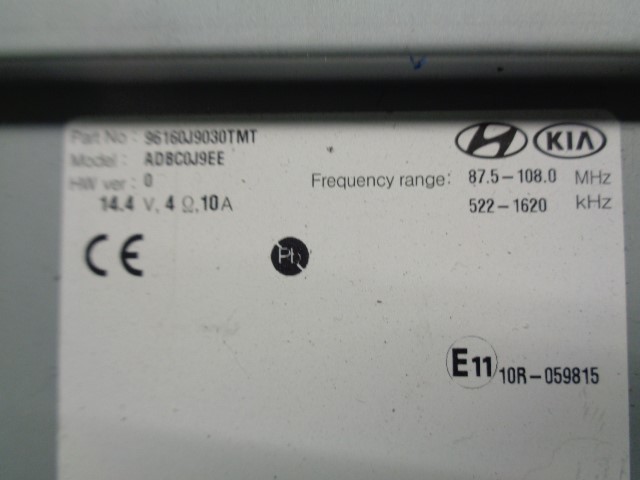 Part No : 96160J9030TMT
Model : ADBC0J9EE
HW ver : 0
14.4 V, 4 Ω, 10A
KIA
Frequency range: 87.5-108.0 MHz
522-1620 kHz
CE
Pb
E11 10R-059815